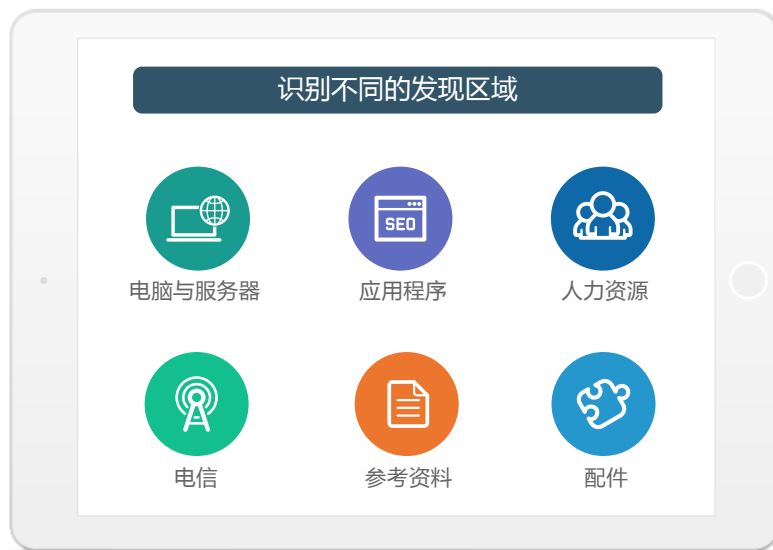 识别不同的发现区域
SEO
电脑与服务器
应用程序
人力资源
电信
参考资料
配件